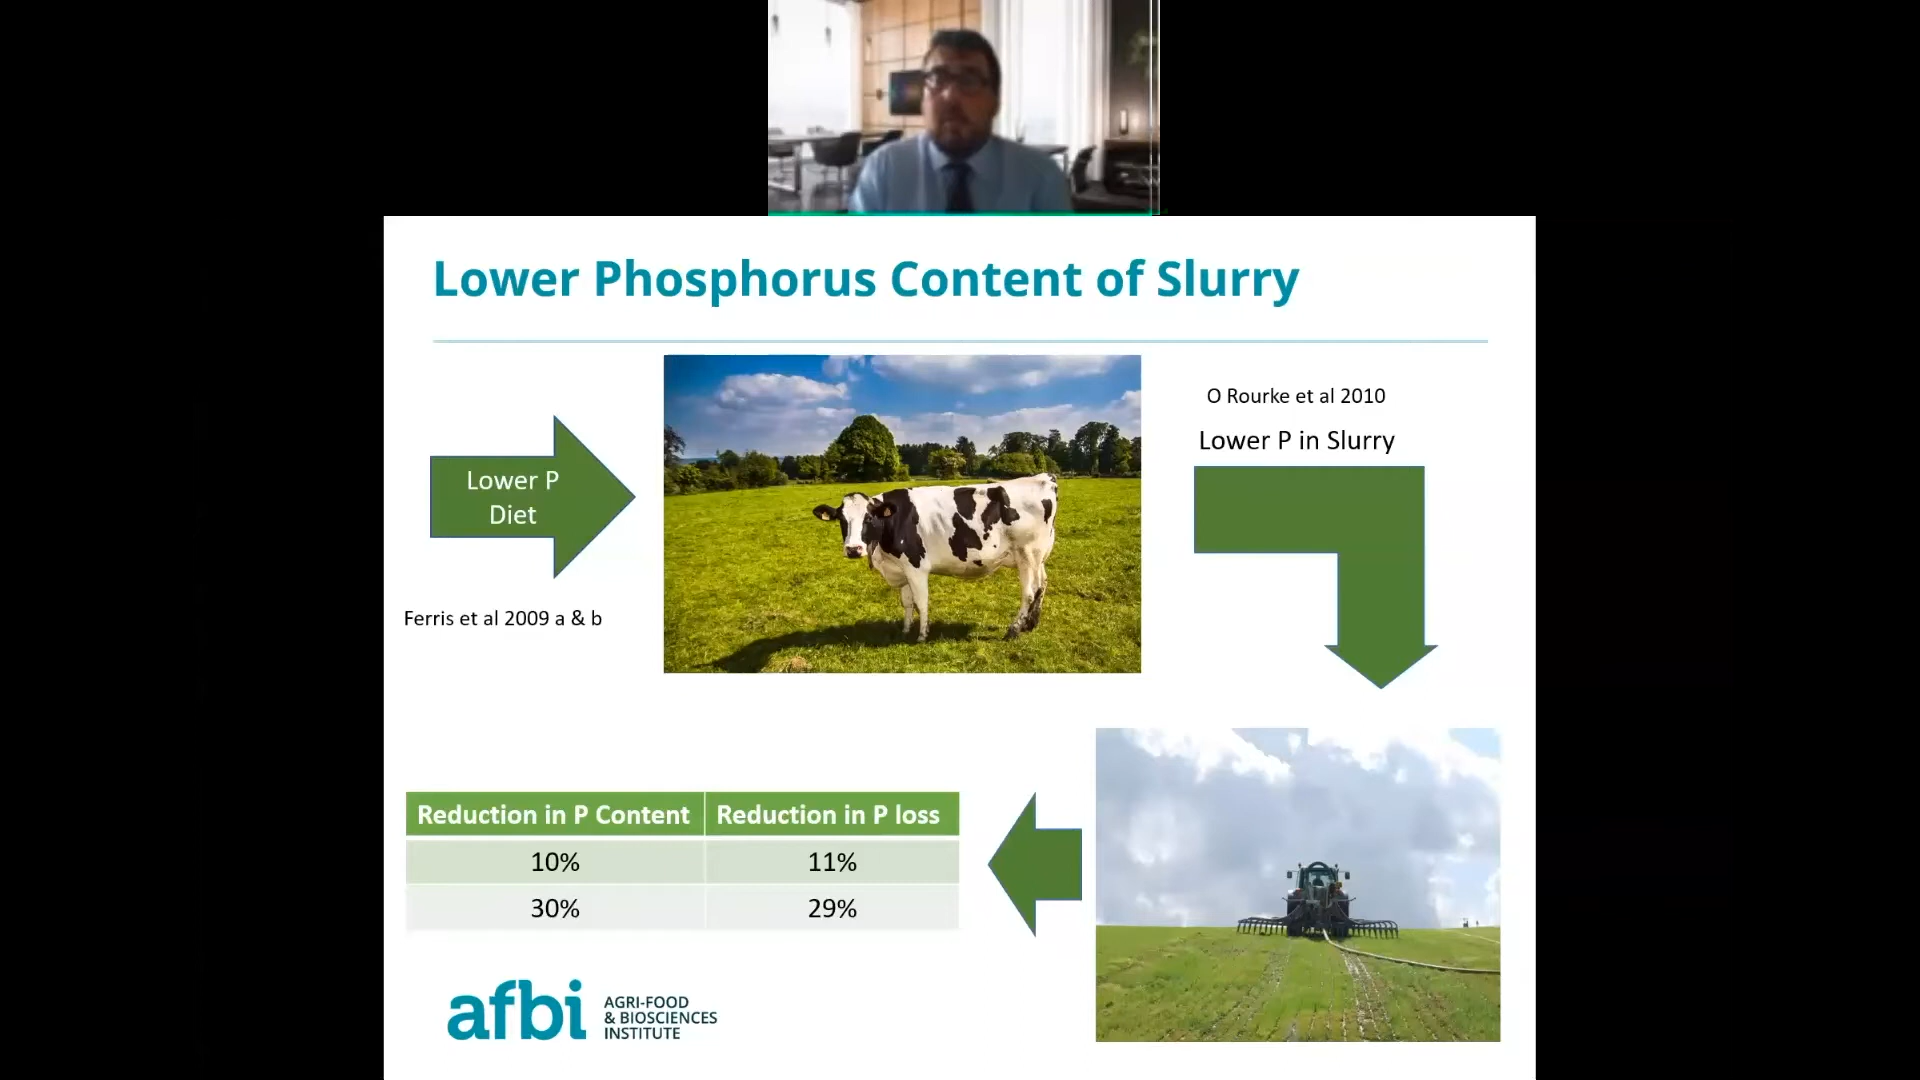 Lower Phosphorus Content of Slurry
Lower P
Diet
Ferris et al 2009 a & b
O Rourke et al 2010
Lower P in Slurry
Reduction in P Content Reduction in P loss
10% 11%
30% 29%
afbi
AGRI-FOOD
& BIOSCIENCES
INSTITUTE